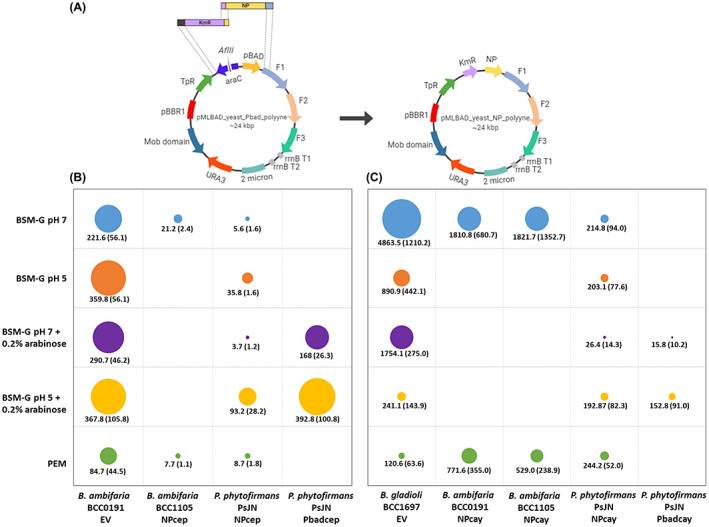 (A)
NP
KmR
AflII
pBAD
araC
F1
TpR
F2
pBBR1
pMLBAD_yeast_Pbad_polyyne
~24 kbp
F3
Mob domain
rrnB T1
rrnB T2
URA3
2 micron
KmR
NP
F1
TpR
F2
pBBR1
pMLBAD_yeast_NP_polyyne
~24 kbp
F3
Mob domain
rrnB T1
rrnB T2
URA3
2 micron
(B)
(C)
BSM-G pH 7
221.6 (56.1)
21.2 (2.4)
5.6 (1.6)
4863.5 (1210.2)
1810.8 (680.7)
1821.7 (1352.7)
214.8 (94.0)
BSM-G pH 5
359.8 (56.1)
35.8 (1.6)
890.9 (442.1)
203.1 (77.6)
BSM-G pH 7 +
0.2% arabinose
290.7 (46.2)
3.7 (1.2)
168 (26.3)
1754.1 (275.0)
26.4 (14.3)
15.8 (10.2)
BSM-G pH 5 +
0.2% arabinose
367.8 (105.8)
93.2 (28.2)
392.8 (100.8)
241.1 (143.9)
192.87 (82.3)
152.8 (91.0)
PEM
84.7 (44.5)
7.7 (1.1)
8.7 (1.8)
120.6 (63.6)
771.6 (355.0)
529.0 (238.9)
244.2 (52.0)
B. ambifaria
BCC0191
EV
B. ambifaria
BCC1105
NPcep
P. phytofirmans
PsJN
NPcep
P. phytofirmans
PsJN
Pbadcep
B. gladioli
BCC1697
EV
B. ambifaria
BCC0191
NPcay
B. ambifaria
BCC1105
NPcay
P. phytofirmans
PsJN
NPcay
P. phytofirmans
PsJN
Pbadcay